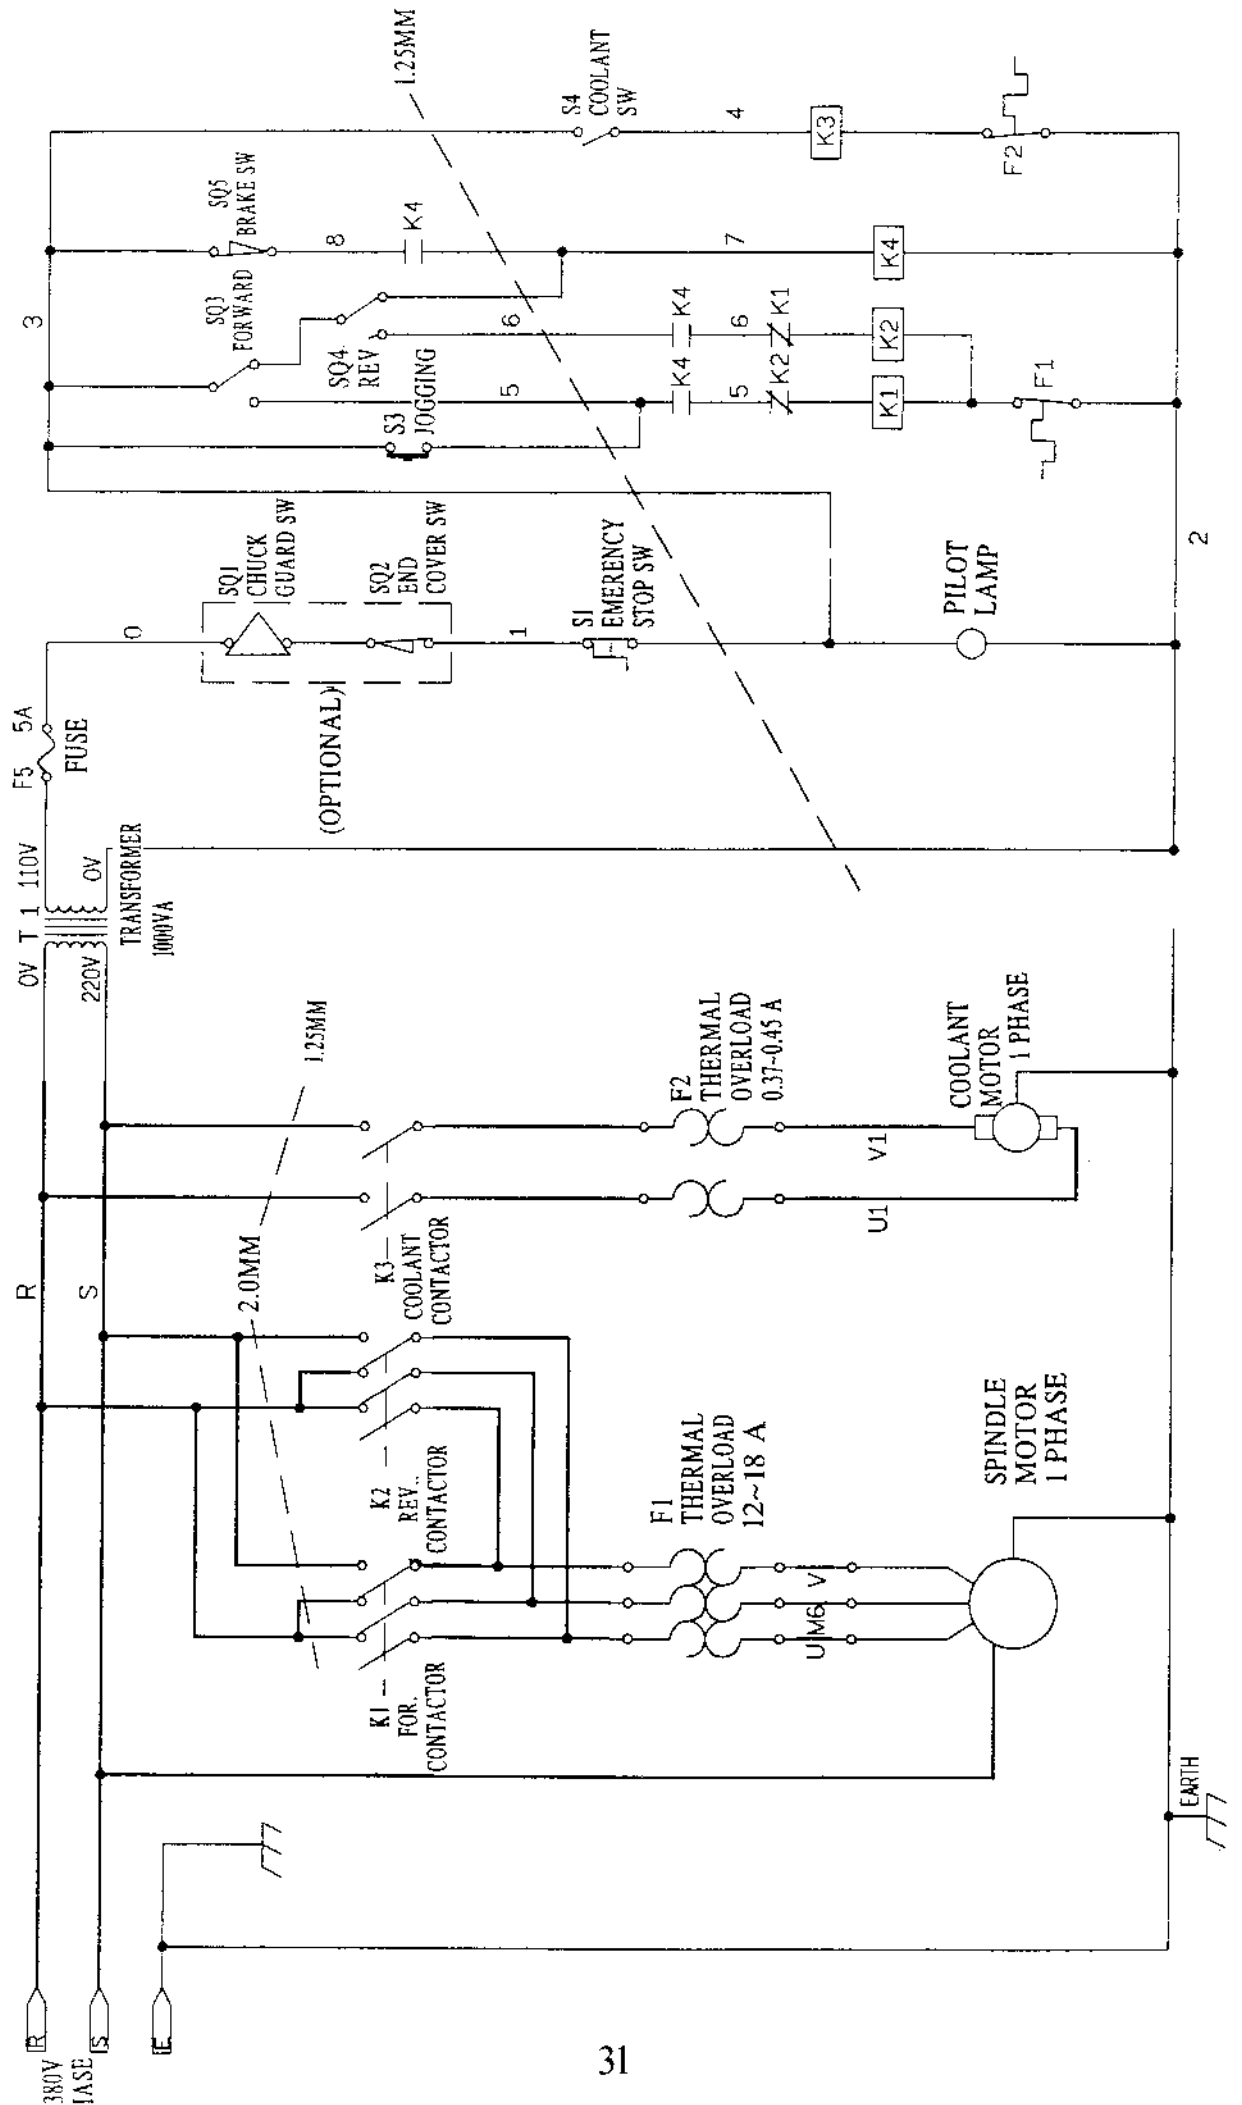 380V
R
S
E
R
S
0V
T1
110V
220V
0V
TRANSFORMER
1000VA
F5
5A
FUSE
0
(OPTIONAL)
SQ1
CHUCK
GUARD SW
SQ2
END
COVER SW
1
S1
EMERENCY
STOP SW
PILOT
LAMP
2
3
S3
JOGGING
SQ3
FORWARD
SQ4
REV
5
K4
5
K2
K1
F1
6
K4
6
K1
K2
SQ5
BRAKE SW
8
K4
7
K4
S4
COOLANT
SW
4
K3
F2
1.25MM
2.0MM
1.25MM
K1
FOR.
CONTACTOR
K2
REV..
CONTACTOR
K3
COOLANT
CONTACTOR
F1
THERMAL
OVERLOAD
12~18 A
F2
THERMAL
OVERLOAD
0.37~0.45 A
U
M6
V
U1
V1
SPINDLE
MOTOR
1 PHASE
COOLANT
MOTOR
1 PHASE
EARTH
31